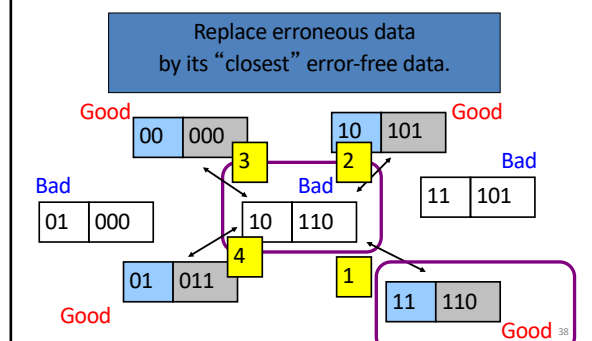 Replace erroneous data
by its “closest” error-free data.
Good
00 000
10 101
Good
3
2
Bad
Bad
Bad
01 000
10 110
11 101
4
1
01 011
11 110
Good
Good
38